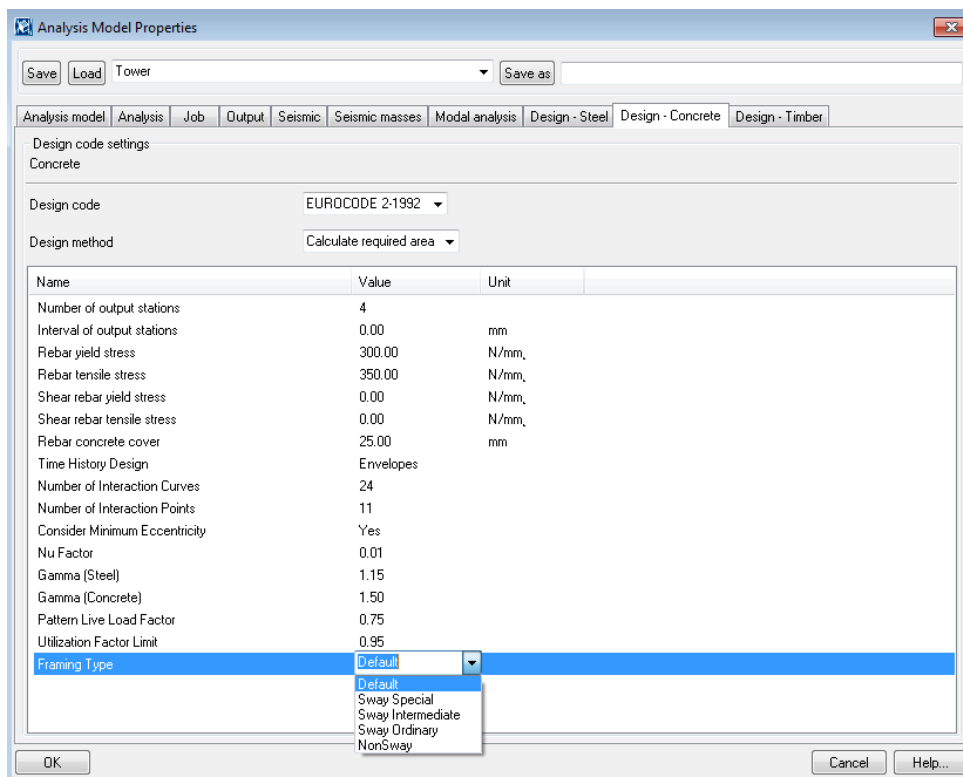 Analysis Model Properties
Save Load Tower Save as
Analysis model Analysis Job Output Seismic Seismic masses Modal analysis Design - Steel Design - Concrete Design - Timber
Design code settings
Concrete
Design code EUROCODE 2-1992
Design method Calculate required area
Name Value Unit
Number of output stations 4
Interval of output stations 0.00 mm
Rebar yield stress 300.00 N/mm˛
Rebar tensile stress 350.00 N/mm˛
Shear rebar yield stress 0.00 N/mm˛
Shear rebar tensile stress 0.00 N/mm˛
Rebar concrete cover 25.00 mm
Time History Design Envelopes
Number of Interaction Curves 24
Number of Interaction Points 11
Consider Minimum Eccentricity Yes
Nu Factor 0.01
Gamma (Steel) 1.15
Gamma (Concrete) 1.50
Pattern Live Load Factor 0.75
Utilization Factor Limit 0.95
Framing Type Default
Default
Sway Special
Sway Intermediate
Sway Ordinary
NonSway
OK Cancel Help...